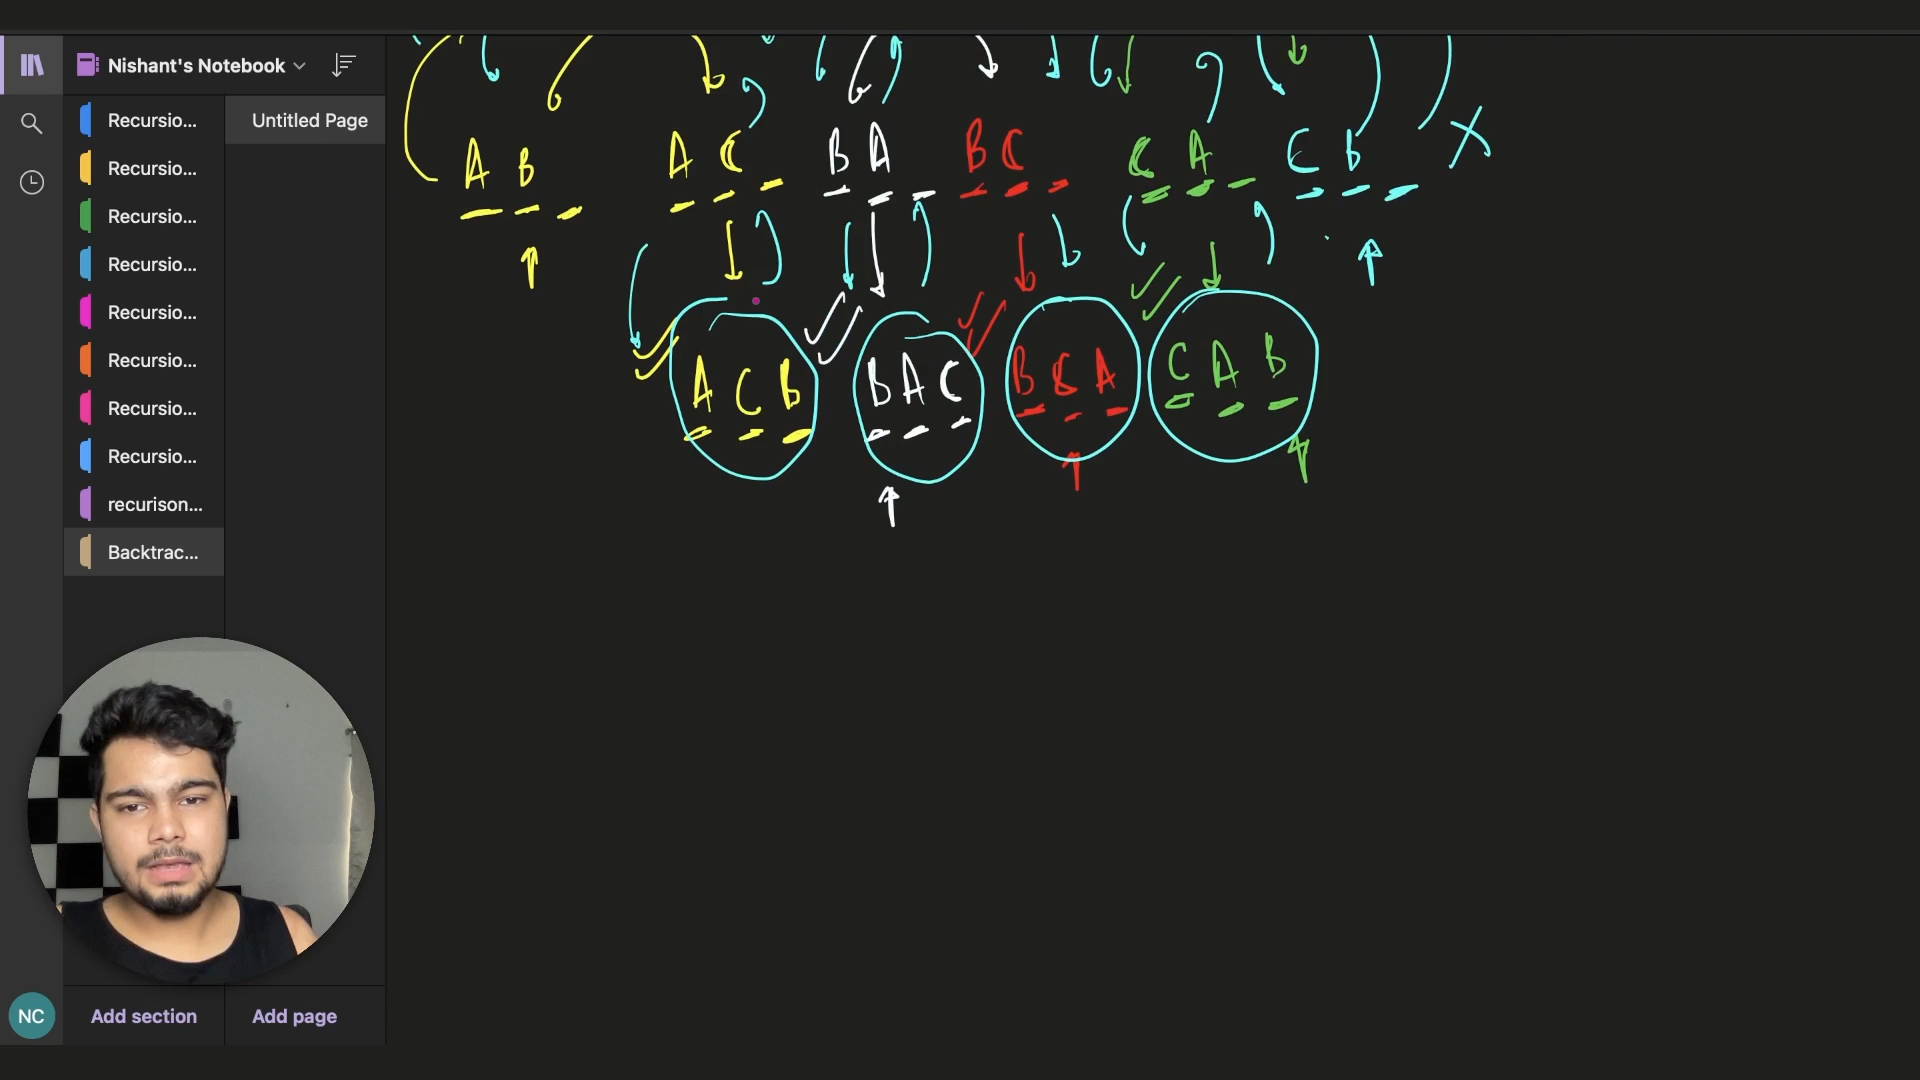 Nishant's Notebook
Recursio...
Recursio...
Recursio...
Recursio...
Recursio...
Recursio...
Recursio...
Recursio...
recurison...
Backtrac...
Untitled Page
A B
A C
B A
B C
C A
C B
X
A C B
B A C
B C A
C A B
NC
Add section
Add page